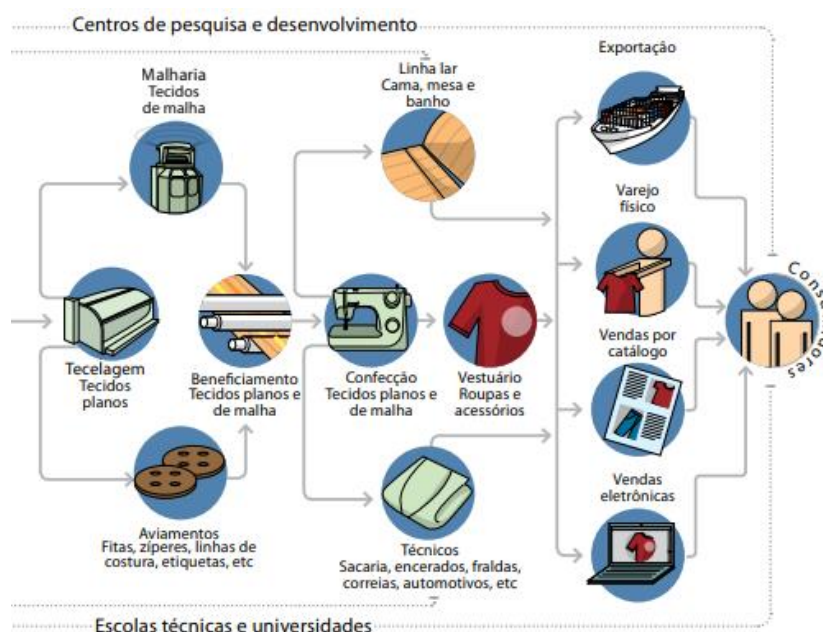 Centros de pesquisa e desenvolvimento
Malharia
Tecidos
de malha
Linha lar
Cama, mesa e
banho
Exportação
Varejo
físico
Tecelagem
Tecidos
planos
Beneficiamento
Tecidos planos e
de malha
Confecção
Tecidos planos e
de malha
Vestuário
Roupas e
acessórios
Vendas por
catálogo
Consumidores
Aviamentos
Fitas, zíperes, linhas de
costura, etiquetas, etc
Técnicos
Sacaria, encerados, fraldas,
correias, automotivos, etc
Vendas
eletrônicas
Escolas técnicas e universidades